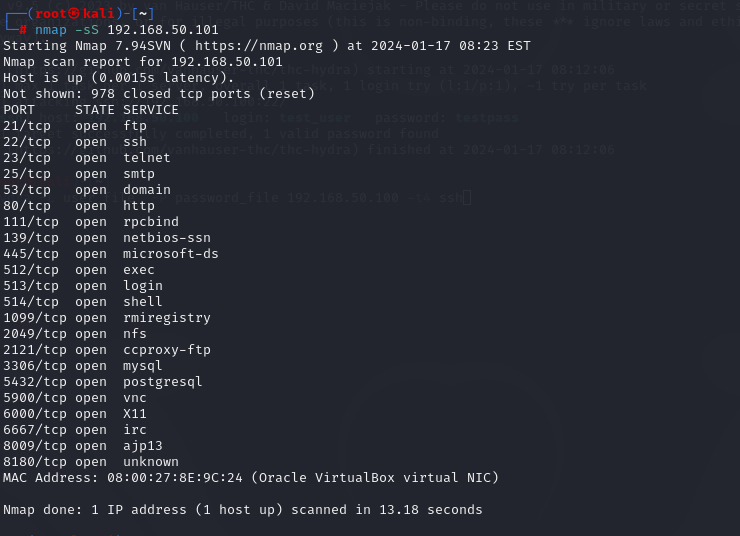 (root㉿kali)-[~]
# nmap -sS 192.168.50.101
Starting Nmap 7.94SVN ( https://nmap.org ) at 2024-01-17 08:23 EST
Nmap scan report for 192.168.50.101
Host is up (0.0015s latency).
Not shown: 978 closed tcp ports (reset)
PORT     STATE SERVICE
21/tcp   open  ftp
22/tcp   open  ssh
23/tcp   open  telnet
25/tcp   open  smtp
53/tcp   open  domain
80/tcp   open  http
111/tcp  open  rpcbind
139/tcp  open  netbios-ssn
445/tcp  open  microsoft-ds
512/tcp  open  exec
513/tcp  open  login
514/tcp  open  shell
1099/tcp open  rmiregistry
2049/tcp open  nfs
2121/tcp open  ccproxy-ftp
3306/tcp open  mysql
5432/tcp open  postgresql
5900/tcp open  vnc
6000/tcp open  X11
6667/tcp open  irc
8009/tcp open  ajp13
8180/tcp open  unknown
MAC Address: 08:00:27:8E:9C:24 (Oracle VirtualBox virtual NIC)
Nmap done: 1 IP address (1 host up) scanned in 13.18 seconds